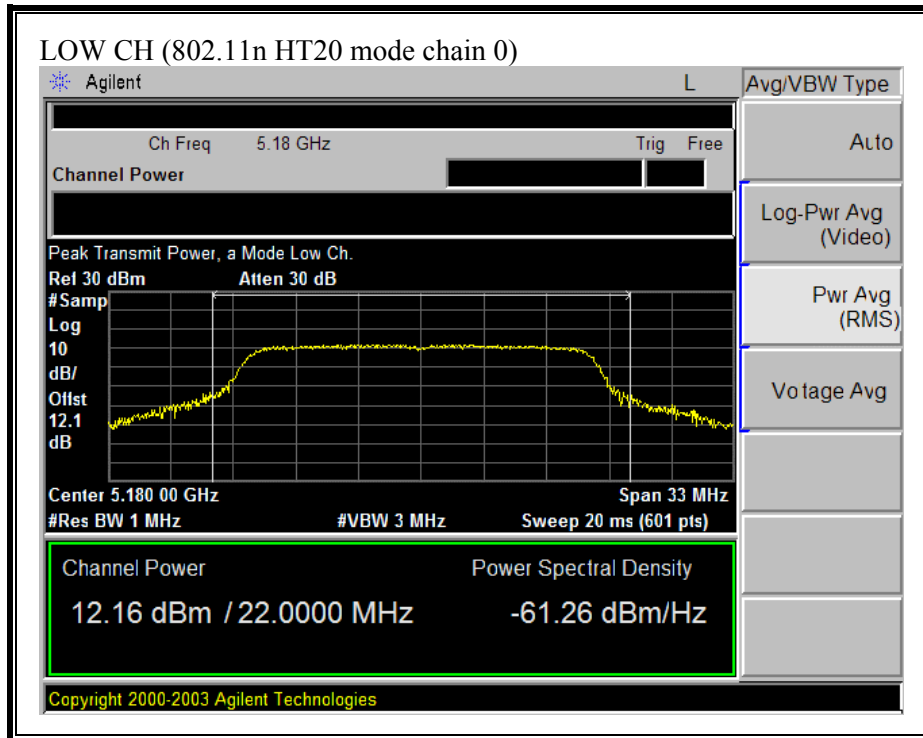 LOW CH (802.11n HT20 mode chain 0)
Agilent L Avg/VBW Type
Ch Freq 5.18 GHz Trig Free
Channel Power
Auto
Log-Pwr Avg
(Video)
Pwr Avg
(RMS)
Votage Avg
Peak Transmit Power, a Mode Low Ch.
Ref 30 dBm Atten 30 dB
#Samp
Log
10
dB/
Offst
12.1
dB
Center 5.180 00 GHz Span 33 MHz
#Res BW 1 MHz #VBW 3 MHz Sweep 20 ms (601 pts)
Channel Power Power Spectral Density
12.16 dBm / 22.0000 MHz -61.26 dBm/Hz
Copyright 2000-2003 Agilent Technologies